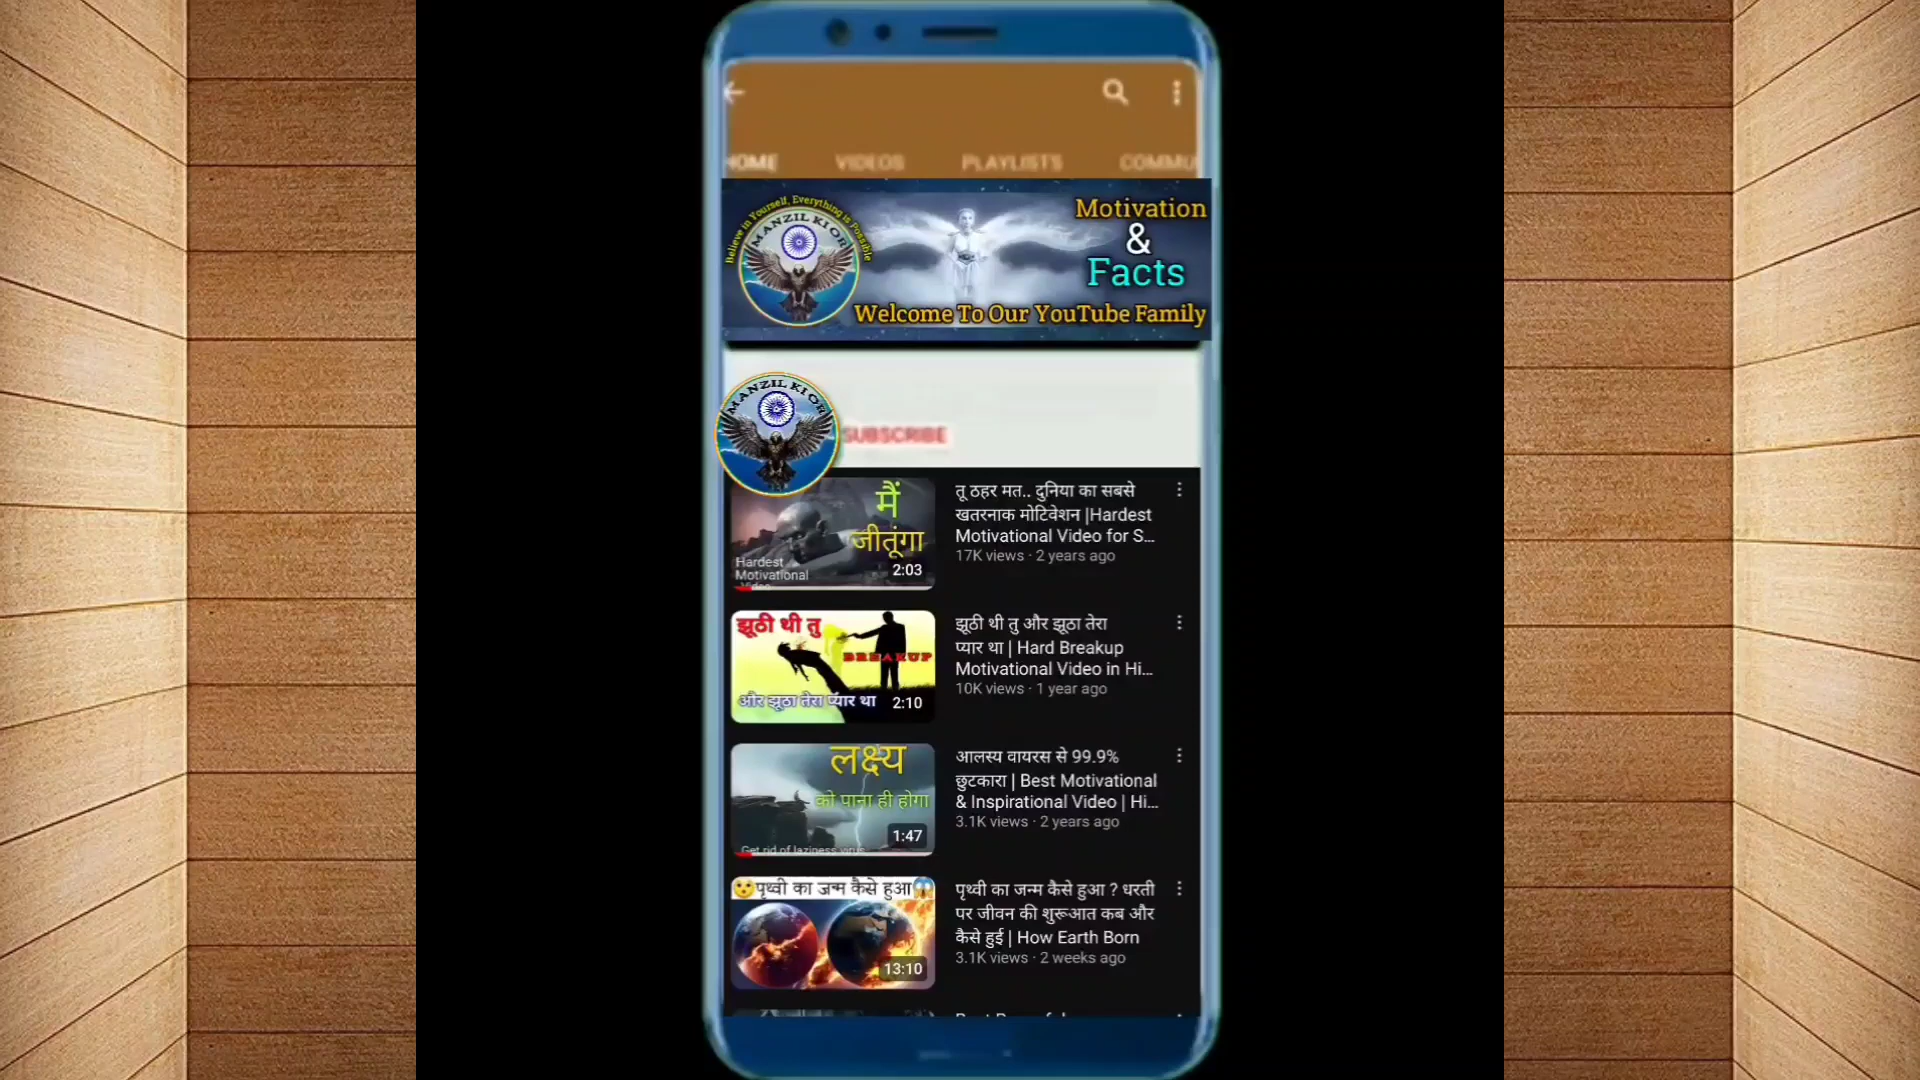 HOME VIDEOS PLAYLISTS COMMU
Believe in Yourself, Everything is Possible
MANZIL KI OR
Motivation
&
Facts
Welcome To Our YouTube Family
MANZIL KI OR
SUBSCRIBE
मैं
जीतूंगा
Hardest
Motivational
Video
2:03
तू ठहर मत.. दुनिया का सबसे
खतरनाक मोटिवेशन |Hardest
Motivational Video for S...
17K views · 2 years ago
झूठी थी तु
BREAKUP
और झूठा तेरा प्यार था
2:10
झूठी थी तु और झूठा तेरा
प्यार था | Hard Breakup
Motivational Video in Hi...
10K views · 1 year ago
लक्ष्य
को पाना ही होगा
1:47
Get rid of laziness virus
आलस्य वायरस से 99.9%
छुटकारा | Best Motivational
& Inspirational Video | Hi...
3.1K views · 2 years ago
पृथ्वी का जन्म कैसे हुआ
13:10
पृथ्वी का जन्म कैसे हुआ ? धरती
पर जीवन की शुरूआत कब और
कैसे हुई | How Earth Born
3.1K views · 2 weeks ago